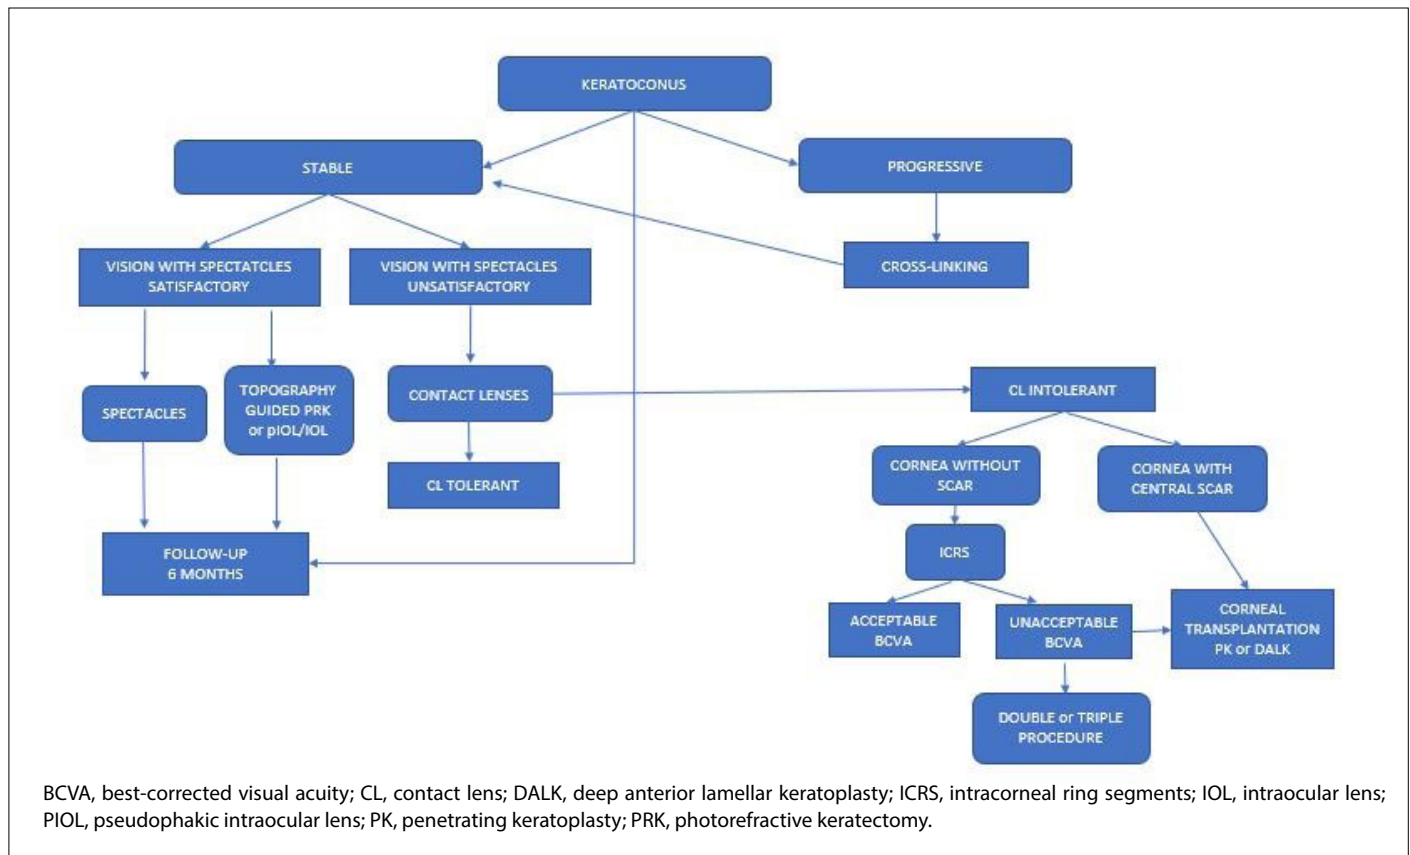 KERATOCONUS
STABLE
PROGRESSIVE
VISION WITH SPECTATCLES
SATISFACTORY
VISION WITH SPECTACLES
UNSATISFACTORY
CROSS-LINKING
SPECTACLES
TOPOGRAPHY
GUIDED PRK
or pIOL/IOL
CONTACT LENSES
CL INTOLERANT
CL TOLERANT
CORNEA WITHOUT
SCAR
CORNEA WITH
CENTRAL SCAR
FOLLOW-UP
6 MONTHS
ICRS
ACCEPTABLE
BCVA
UNACCEPTABLE
BCVA
CORNEAL
TRANSPLANTATION
PK or DALK
DOUBLE or TRIPLE
PROCEDURE
BCVA, best-corrected visual acuity; CL, contact lens; DALK, deep anterior lamellar keratoplasty; ICRS, intracorneal ring segments; IOL, intraocular lens;
PIOL, pseudophakic intraocular lens; PK, penetrating keratoplasty; PRK, photorefractive keratectomy.